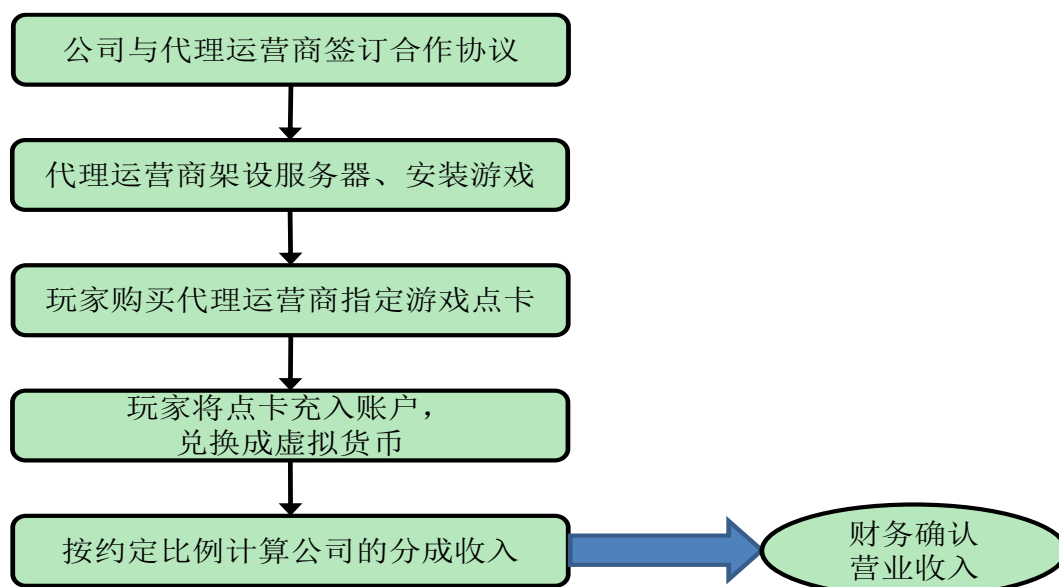 公司与代理运营商签订合作协议
代理运营商架设服务器、安装游戏
玩家购买代理运营商指定游戏点卡
玩家将点卡充入账户，
兑换成虚拟货币
按约定比例计算公司的分成收入
财务确认
营业收入